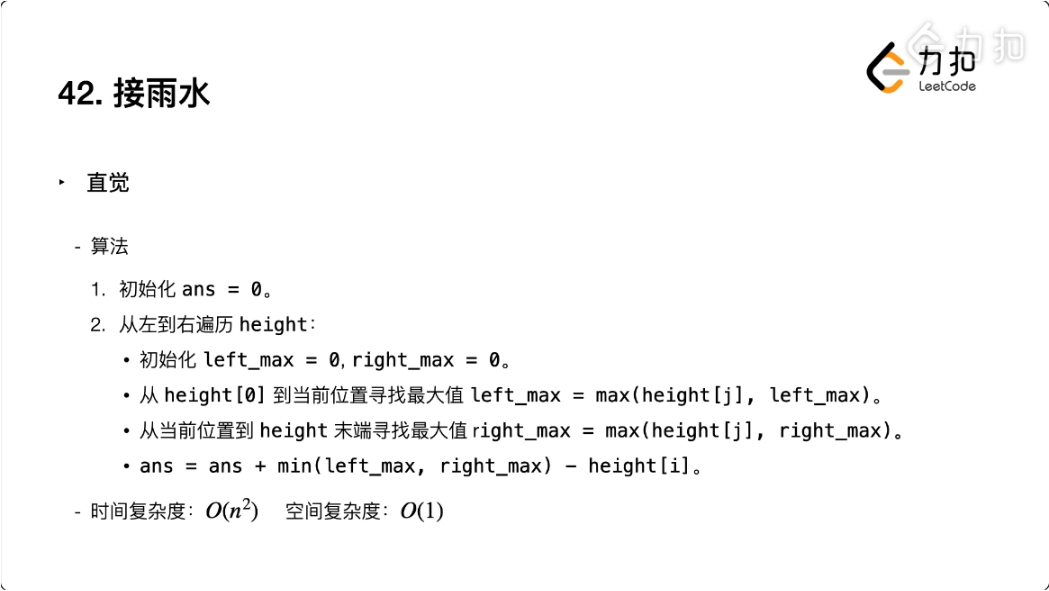 力扣
力扣
LeetCode
42. 接雨水
‣ 直觉
- 算法
1. 初始化 ans = 0。
2. 从左到右遍历 height：
• 初始化 left_max = 0, right_max = 0。
• 从 height[0] 到当前位置寻找最大值 left_max = max(height[j], left_max)。
• 从当前位置到 height 末端寻找最大值 right_max = max(height[j], right_max)。
• ans = ans + min(left_max, right_max) − height[i]。
- 时间复杂度：O(n²) 空间复杂度：O(1)